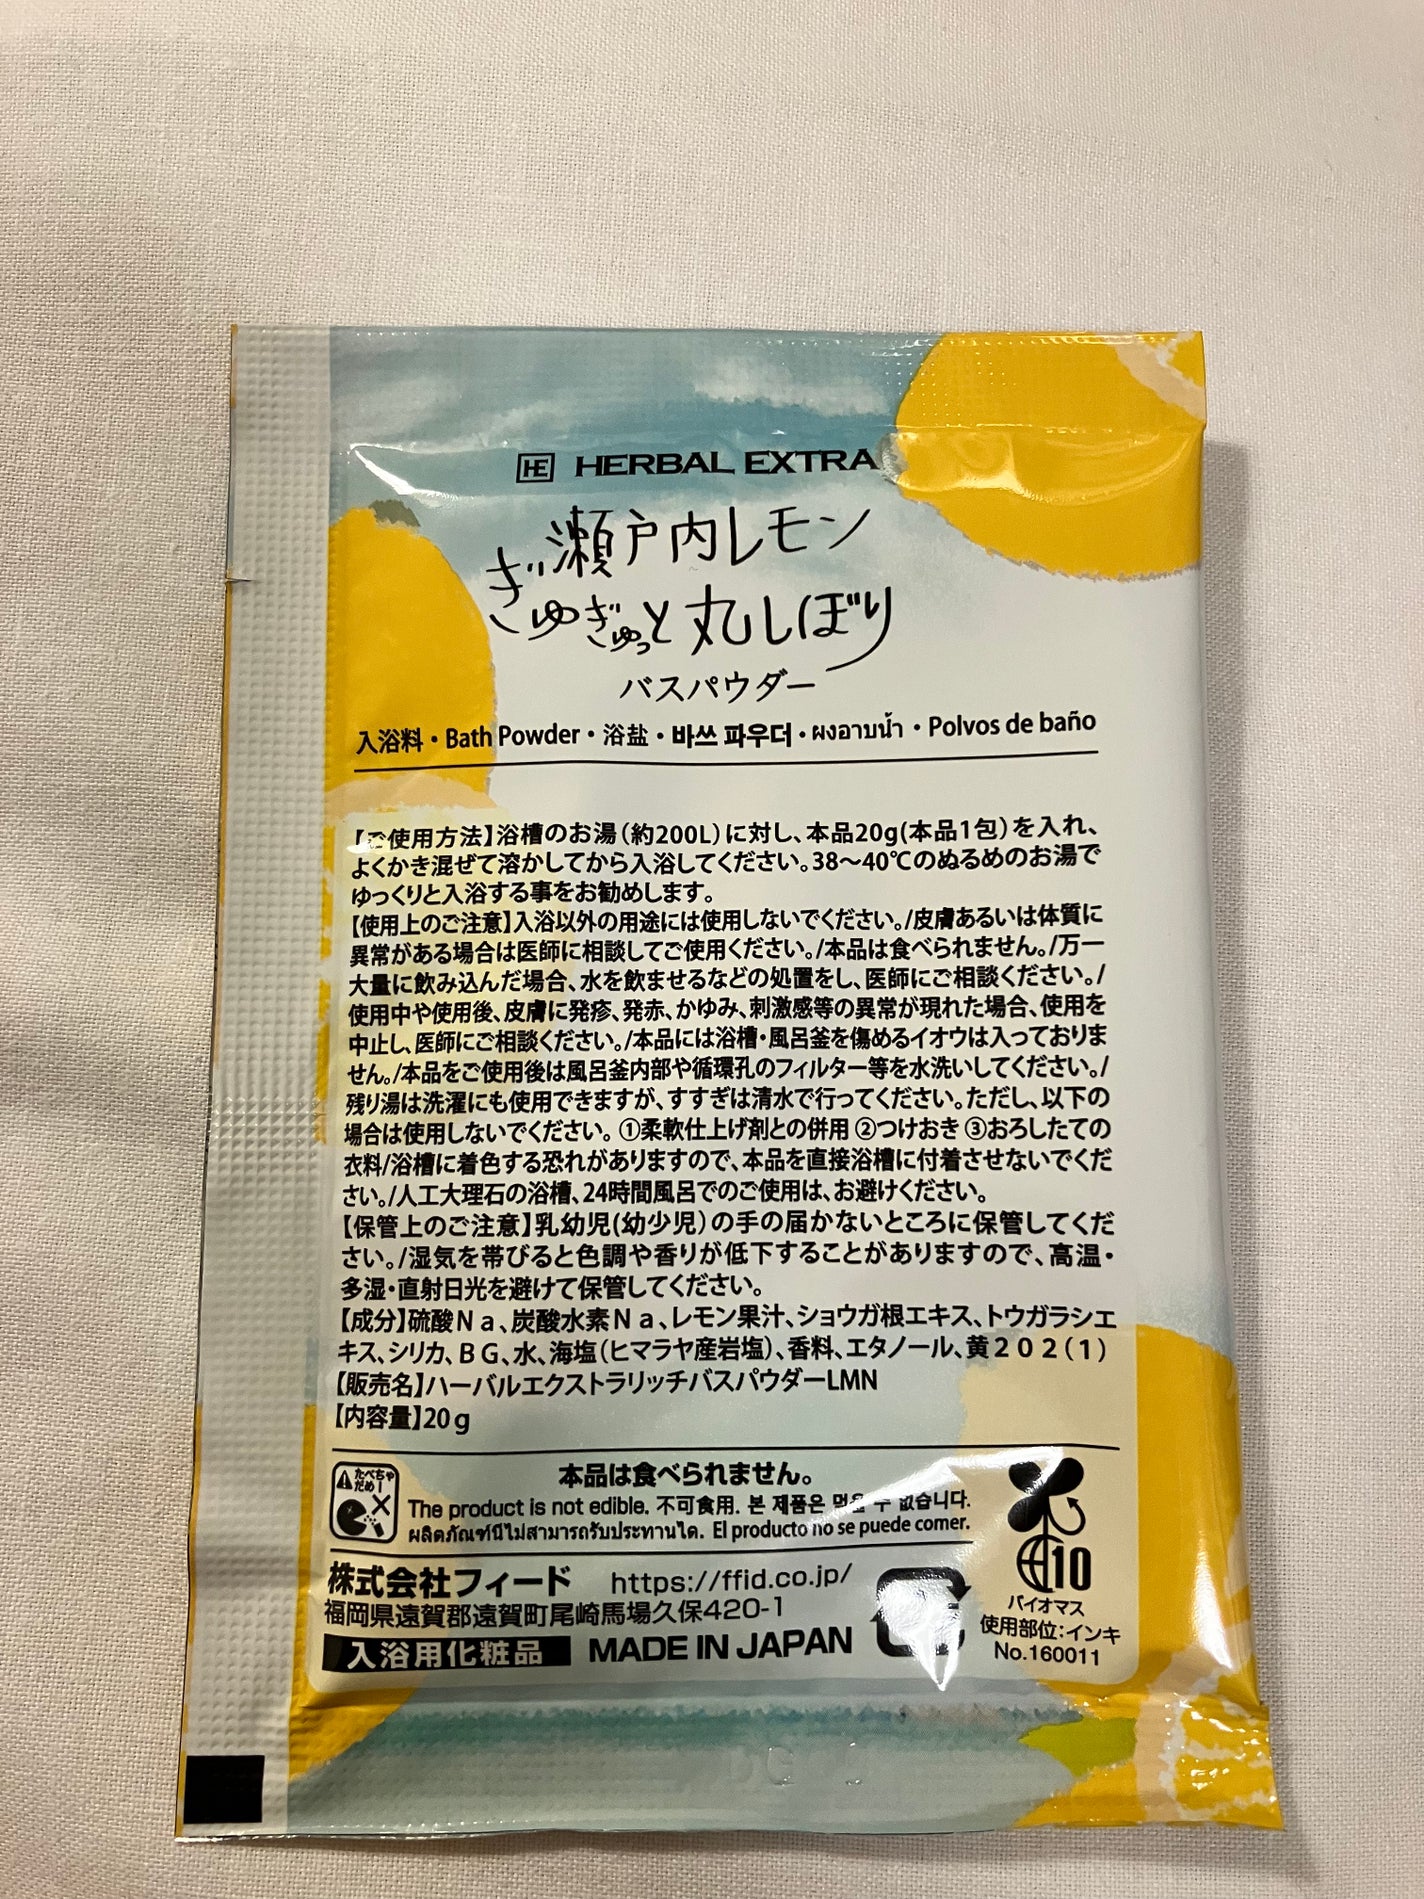 HE HERBAL EXTRA
瀬戸内レモン
ぎゅぎゅぎゅっと丸しぼり
バスパウダー
入浴料・Bath Powder・浴盐・바쓰 파우더・ผงอาบน้ำ・Polvos de baño
【ご使用方法】浴槽のお湯(約200L)に対し、本品20g(本品1包)を入れ、
よくかき混ぜて溶かしてから入浴してください。38〜40℃のぬるめのお湯で
ゆっくりと入浴する事をお勧めします。
【使用上のご注意】入浴以外の用途には使用しないでください。/皮膚あるいは体質に
異常がある場合は医師に相談してご使用ください。/本品は食べられません。/万一
大量に飲み込んだ場合、水を飲ませるなどの処置をし、医師にご相談ください。/
使用中や使用後、皮膚に発疹、発赤、かゆみ、刺激感等の異常が現れた場合、使用を
中止し、医師にご相談ください。/本品には浴槽・風呂釜を傷めるイオウは入っておりま
せん。/本品をご使用後は風呂釜内部や循環孔のフィルター等を水洗いしてください。/
残り湯は洗濯にも使用できますが、すすぎは清水で行ってください。ただし、以下の
場合は使用しないでください。①柔軟仕上げ剤との併用 ②つけおき ③おろしたての
衣料/浴槽に着色する恐れがありますので、本品を直接浴槽に付着させないでくだ
さい。/人工大理石の浴槽、24時間風呂でのご使用は、お避けください。
【保管上のご注意】乳幼児(幼少児)の手の届かないところに保管してくだ
さい。/湿気を帯びると色調や香りが低下することがありますので、高温・
多湿・直射日光を避けて保管してください。
【成分】硫酸Na、炭酸水素Na、レモン果汁、ショウガ根エキス、トウガラシエ
キス、シリカ、BG、水、海塩(ヒマラヤ産岩塩)、香料、エタノール、黄202(1)
【販売名】ハーバルエクストラリッチバスパウダーLMN
【内容量】20g
たべちゃ
だめー
本品は食べられません。
The product is not edible. 不可食用. 본 제품은 먹을 수 없습니다.
ผลิตภัณฑ์นี้ไม่สามารถรับประทานได้. El producto no se puede comer.
株式会社フィード https://ffid.co.jp/
福岡県遠賀郡遠賀町尾崎馬場久保420-1
入浴用化粧品 MADE IN JAPAN
10
バイオマス
使用部位:インキ
No.160011